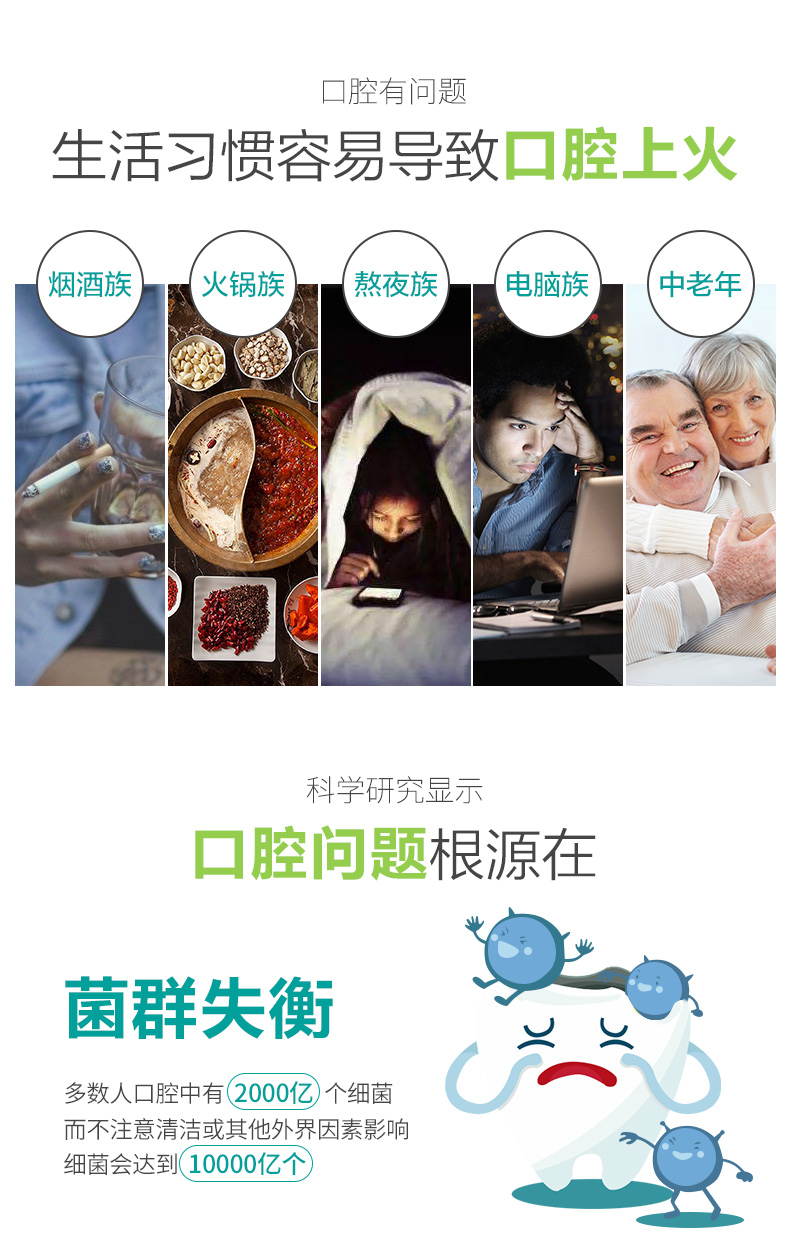 口腔有问题
生活习惯容易导致口腔上火
烟酒族
火锅族
熬夜族
电脑族
中老年
科学研究显示
口腔问题根源在
菌群失衡
多数人口腔中有2000亿个细菌
而不注意清洁或其他外界因素影响
细菌会达到10000亿个